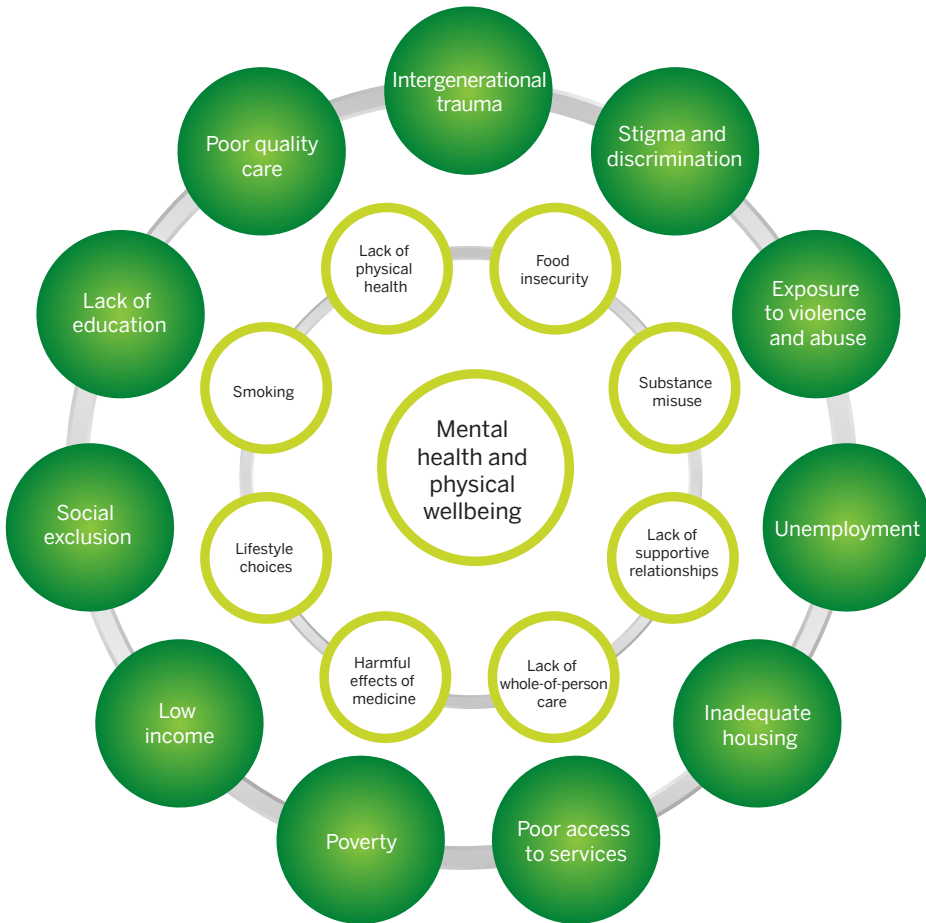 Intergenerational
trauma
Stigma and
discrimination
Exposure
to violence
and abuse
Unemployment
Inadequate
housing
Poor access
to services
Poverty
Low
income
Social
exclusion
Lack of
education
Poor quality
care
Lack of
physical
health
Food
insecurity
Substance
misuse
Lack of
supportive
relationships
Lack of
whole-of-person
care
Harmful
effects of
medicine
Lifestyle
choices
Smoking
Mental
health and
physical
wellbeing